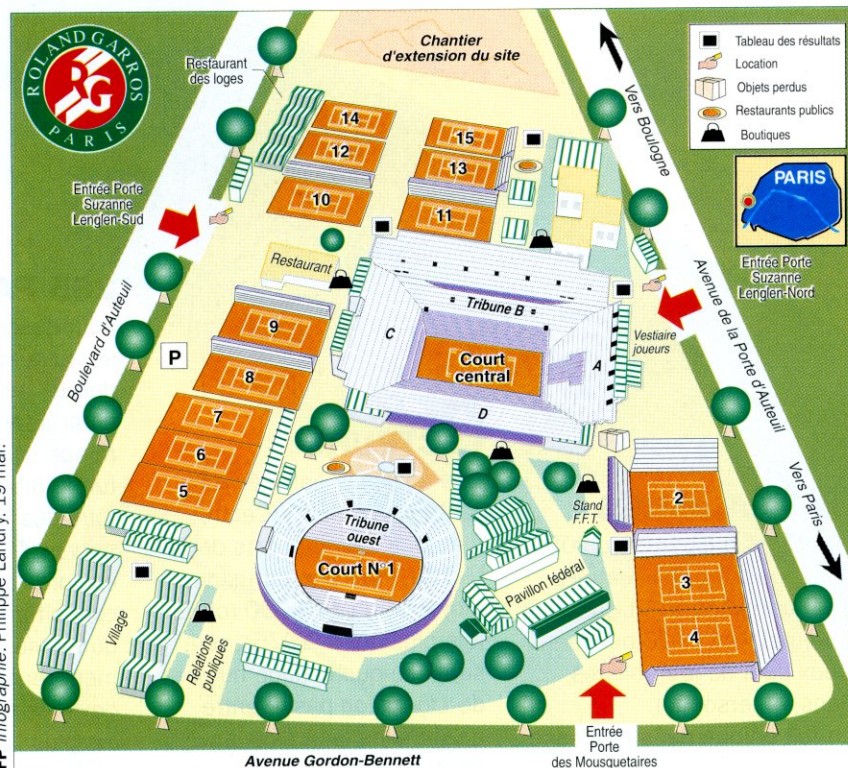 ROLAND GARROS
RG
PARIS
Chantier
d'extension du site
Tableau des résultats
Location
Objets perdus
Restaurants publics
Boutiques
Restaurant
des loges
Vers Boulogne
PARIS
Entrée Porte
Suzanne
Lenglen-Sud
Entrée Porte
Suzanne
Lenglen-Nord
14
12
10
15
13
11
Restaurant
Boulevard d'Auteuil
P
9
8
7
6
5
Tribune B
C
A
D
Court
central
Vestiaire
joueurs
Avenue de la Porte d'Auteuil
Vers Paris
Stand
F.F.T.
2
3
4
Tribune
ouest
Court N°1
Pavillon fédéral
Village
Relations
publiques
Entrée
Porte
des Mousquetaires
Avenue Gordon-Bennett
Infographie: Philippe Landry. 19 mai.